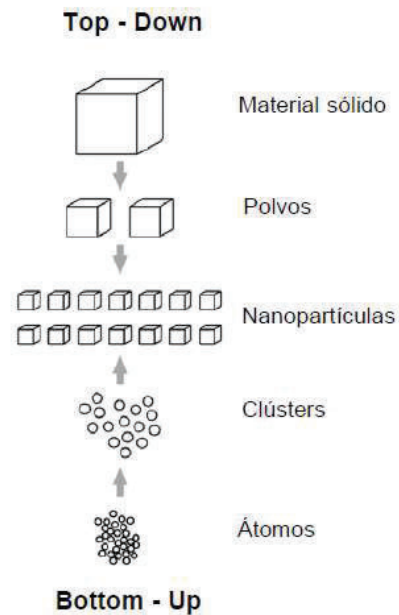 Top - Down
Material sólido
Polvos
Nanopartículas
Clústers
Átomos
Bottom - Up